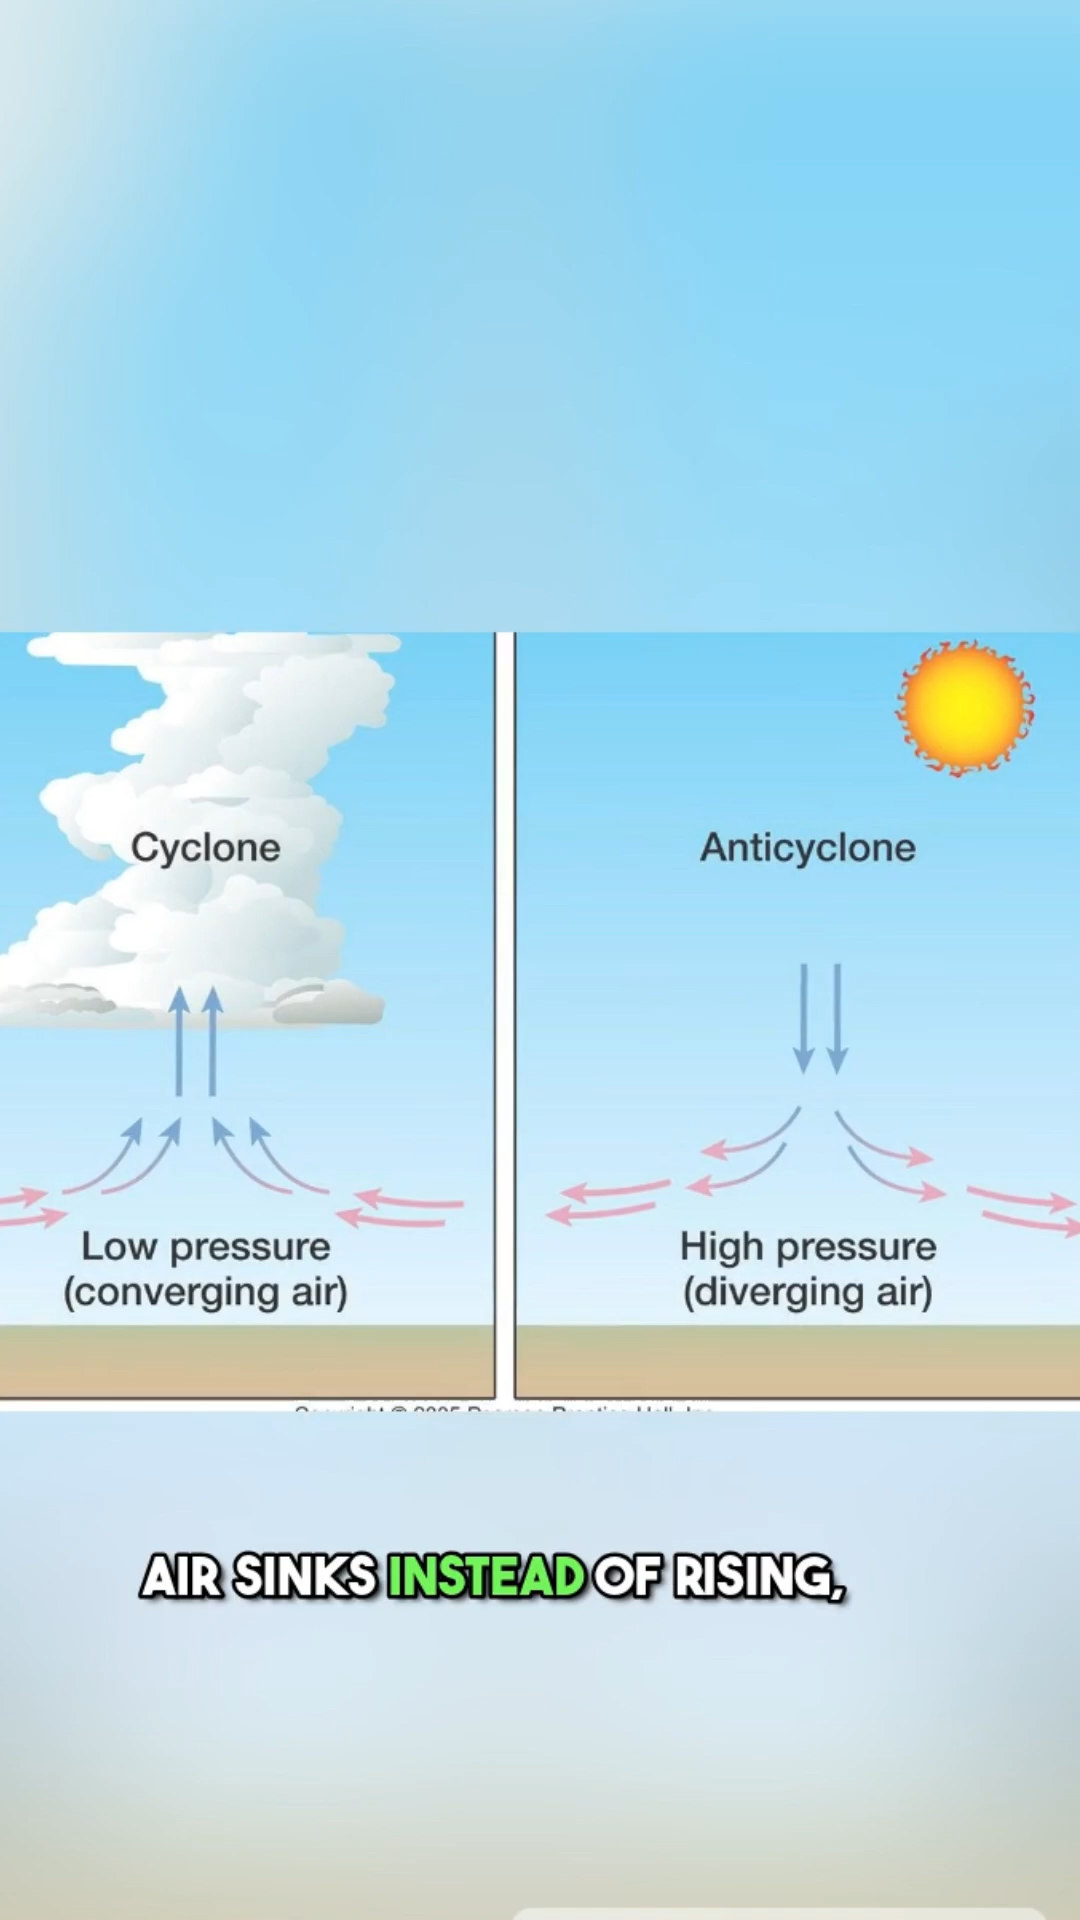 Cyclone
Anticyclone
Low pressure
(converging air)
High pressure
(diverging air)
AIR SINKS INSTEAD OF RISING,